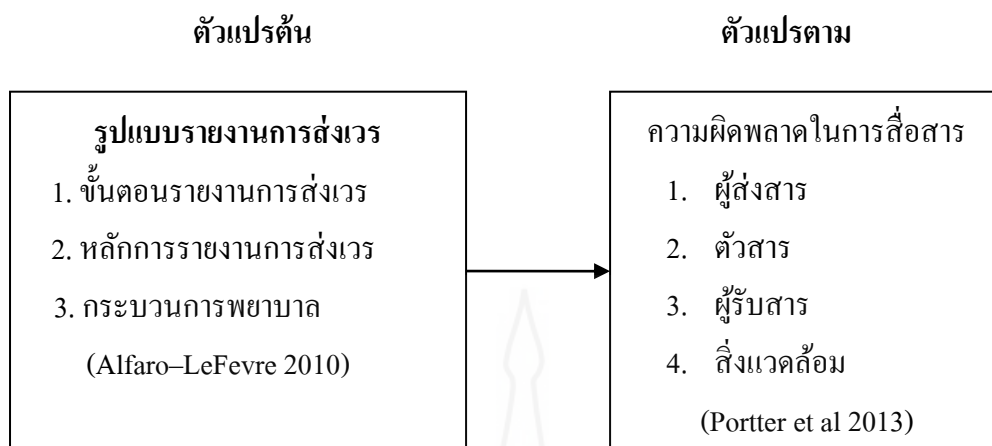 ตัวแปรต้น
ตัวแปรตาม
รูปแบบรายงานการส่งเวร
1. ขั้นตอนรายงานการส่งเวร
2. หลักการรายงานการส่งเวร
3. กระบวนการพยาบาล
(Alfaro–LeFevre 2010)
ความผิดพลาดในการสื่อสาร
1. ผู้ส่งสาร
2. ตัวสาร
3. ผู้รับสาร
4. สิ่งแวดล้อม
(Portter et al 2013)